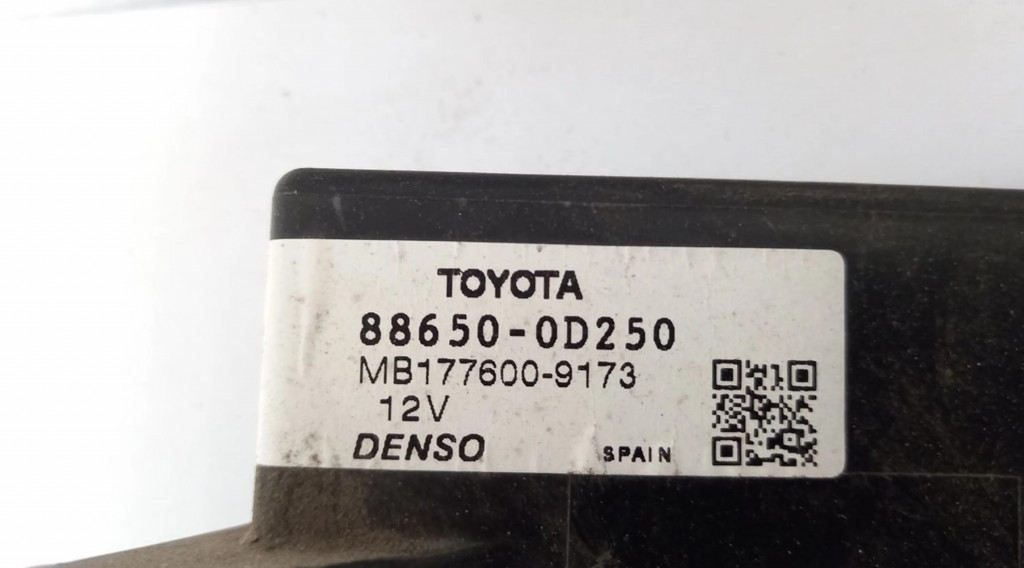 TOYOTA
88650-0D250
MB177600-9173
12V
DENSO SPAIN